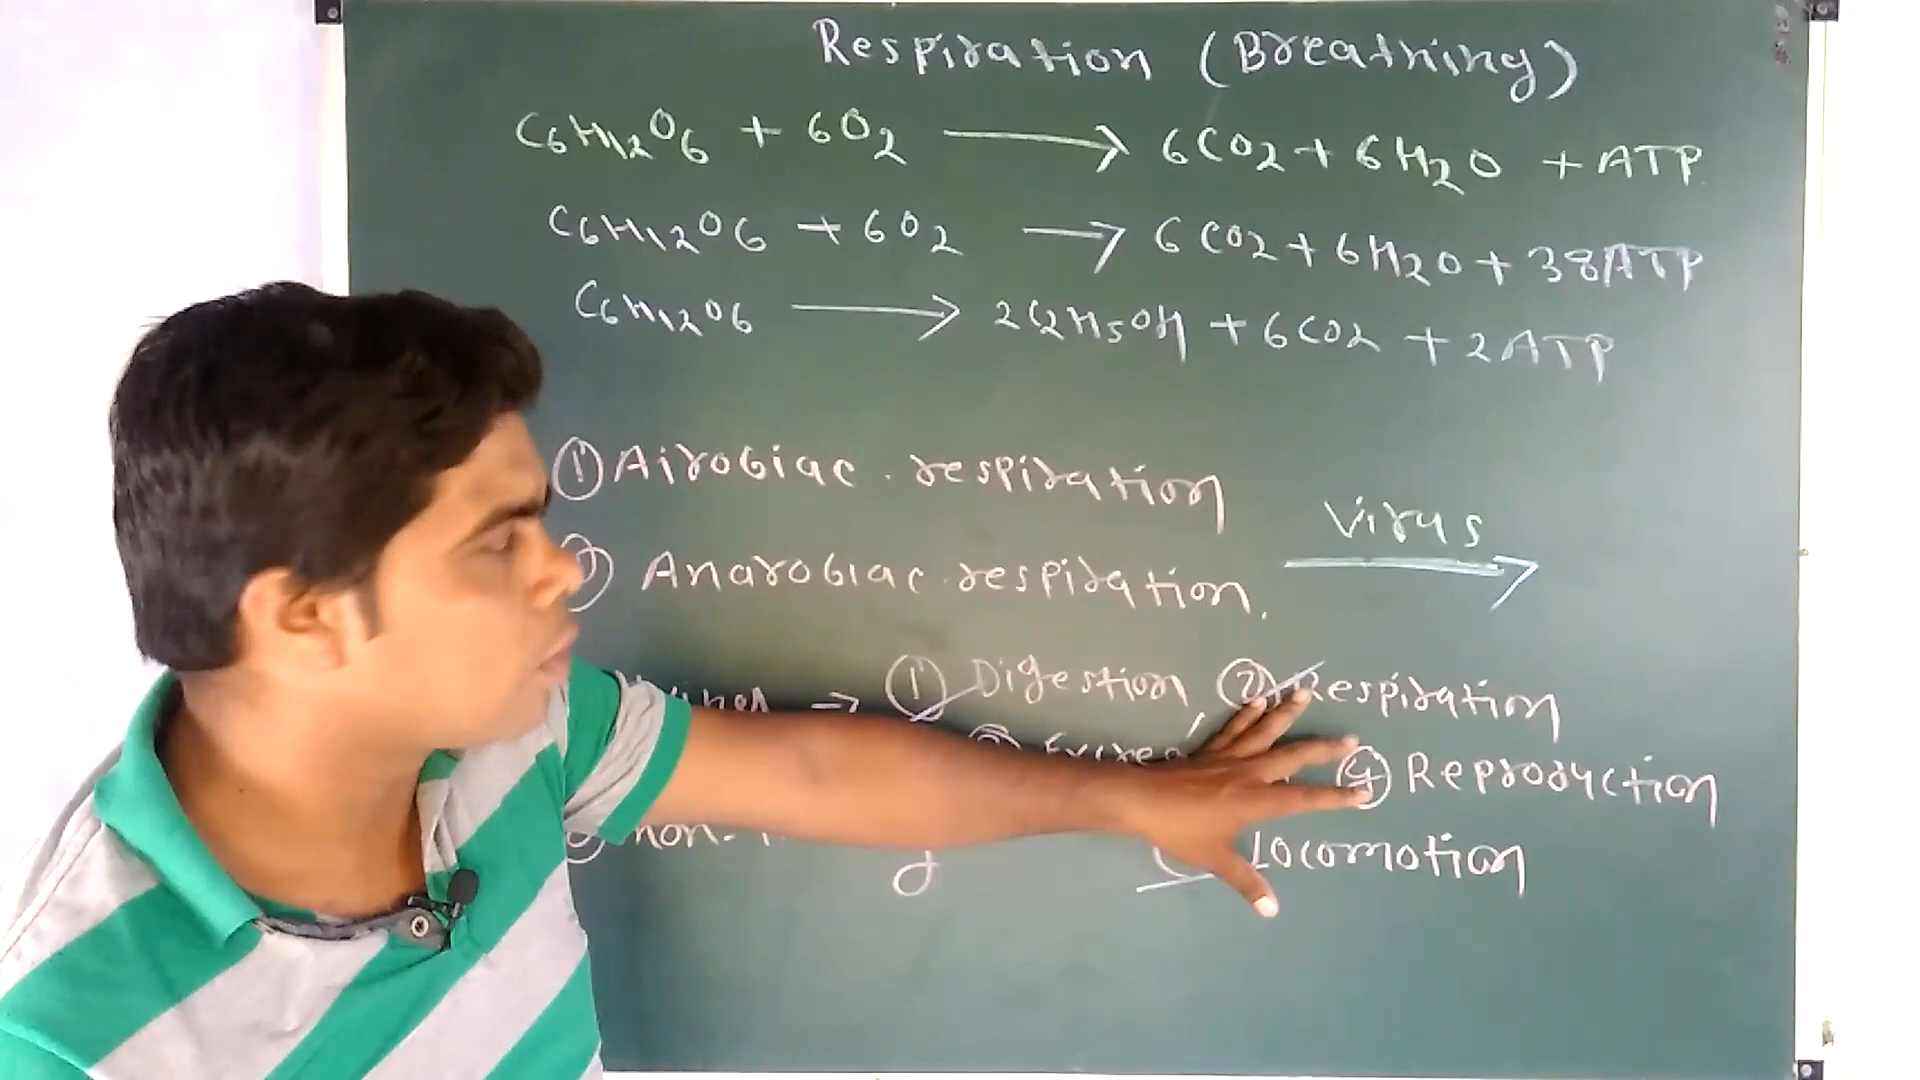 Respiration (Breathing)
C6H12O6 + 6O2 → 6CO2 + 6H2O + ATP
C6H12O6 + 6O2 → 6CO2 + 6H2O + 38ATP
C6H12O6 → 2C2H5OH + 6CO2 + 2ATP
① Airobiac respiration
Virus →
Anarobiac respiration.
→ ① Digestion, ② Respiration
④ Reproduction
non-
Locomotion